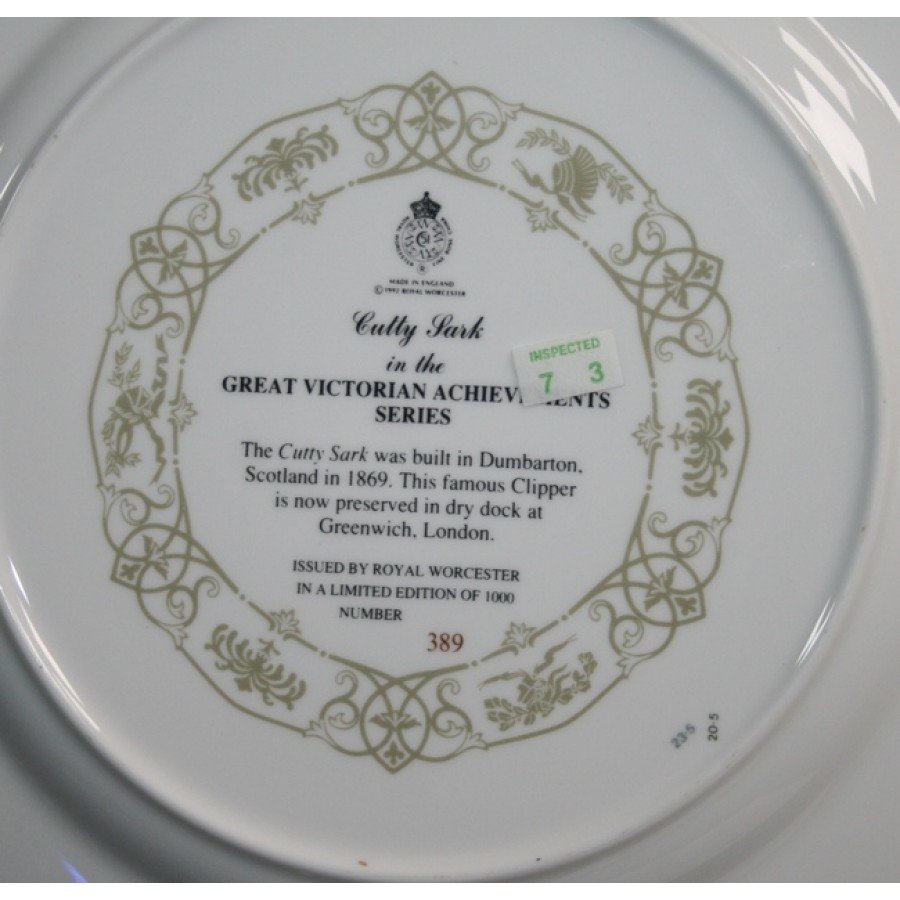 MADE IN ENGLAND
© 1992 ROYAL WORCESTER
Cutty Sark
in the
INSPECTED
7 3
GREAT VICTORIAN ACHIEV ENTS
SERIES
The Cutty Sark was built in Dumbarton,
Scotland in 1869. This famous Clipper
is now preserved in dry dock at
Greenwich, London.
ISSUED BY ROYAL WORCESTER
IN A LIMITED EDITION OF 1000
NUMBER
389
23·5
20·5